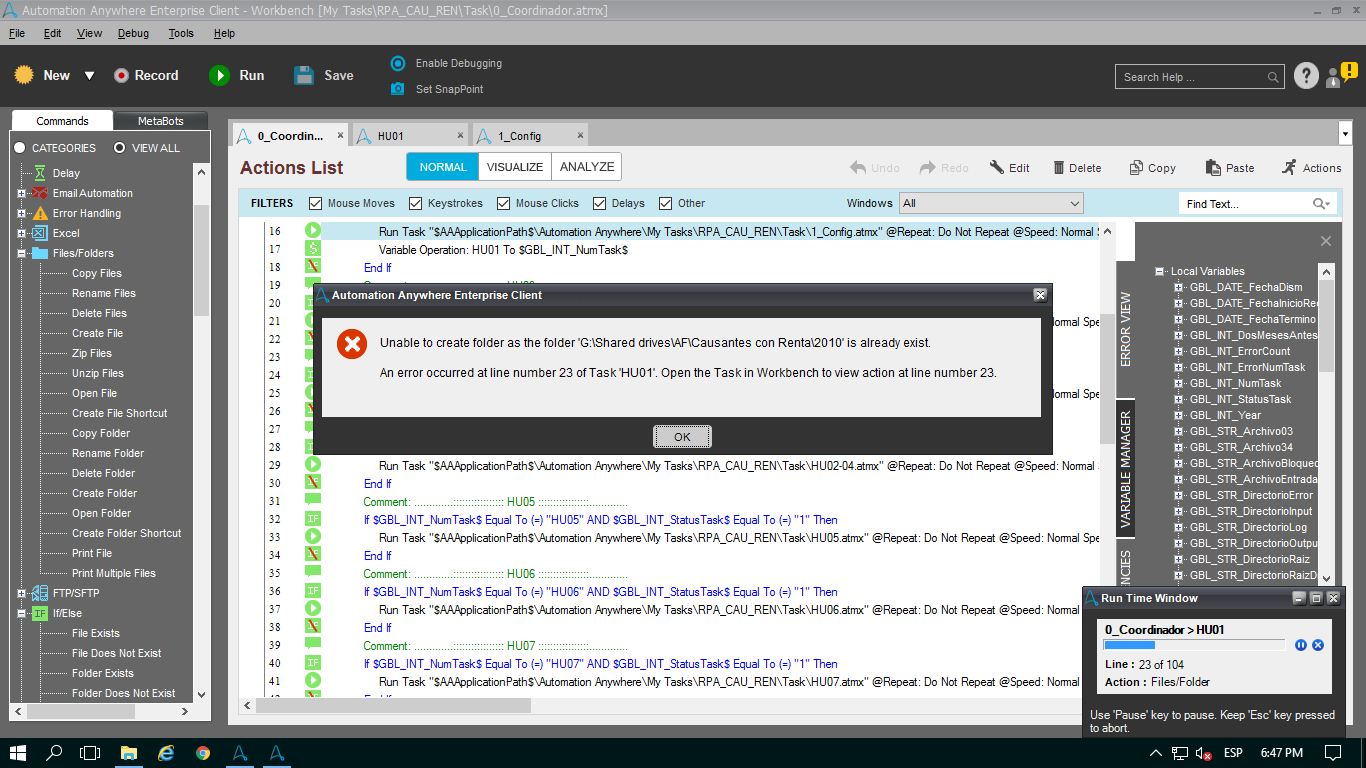 Automation Anywhere Enterprise Client - Workbench [My Tasks\RPA_CAU_REN\Task\0_Coordinador.atmx]
File Edit View Debug Tools Help
New Record Run Save
Enable Debugging
Set SnapPoint
Search Help ...
Commands MetaBots
CATEGORIES VIEW ALL
Delay
Email Automation
Error Handling
Excel
Files/Folders
Copy Files
Rename Files
Delete Files
Create File
Zip Files
Unzip Files
Open File
Create File Shortcut
Copy Folder
Rename Folder
Delete Folder
Create Folder
Open Folder
Create Folder Shortcut
Print File
Print Multiple Files
FTP/SFTP
If/Else
File Exists
File Does Not Exist
Folder Exists
Folder Does Not Exist
0_Coordin... HU01 1_Config
Actions List NORMAL VISUALIZE ANALYZE Undo Redo Edit Delete Copy Paste Actions
FILTERS Mouse Moves Keystrokes Mouse Clicks Delays Other Windows All Find Text...
16 Run Task "$AAApplicationPath$\Automation Anywhere\My Tasks\RPA_CAU_REN\Task\1_Config.atmx" @Repeat: Do Not Repeat @Speed: Normal S
17 Variable Operation: HU01 To $GBL_INT_NumTask$
18 End If
19
20
21 Normal Spe
22
23
24
25 Normal Spe
26
27
28
29 Run Task "$AAApplicationPath$\Automation Anywhere\My Tasks\RPA_CAU_REN\Task\HU02-04.atmx" @Repeat: Do Not Repeat @Speed: Normal
30 End If
31 Comment: ..............::::::::::::::::: HU05 :::::::::::::::::..............
32 If $GBL_INT_NumTask$ Equal To (=) "HU05" AND $GBL_INT_StatusTask$ Equal To (=) "1" Then
33 Run Task "$AAApplicationPath$\Automation Anywhere\My Tasks\RPA_CAU_REN\Task\HU05.atmx" @Repeat: Do Not Repeat @Speed: Normal Spe
34 End If
35 Comment: ..............::::::::::::::::: HU06 :::::::::::::::::..............
36 If $GBL_INT_NumTask$ Equal To (=) "HU06" AND $GBL_INT_StatusTask$ Equal To (=) "1" Then
37 Run Task "$AAApplicationPath$\Automation Anywhere\My Tasks\RPA_CAU_REN\Task\HU06.atmx" @Repeat: Do Not Repeat @Speed: Normal
38 End If
39 Comment: ..............::::::::::::::::: HU07 :::::::::::::::::..............
40 If $GBL_INT_NumTask$ Equal To (=) "HU07" AND $GBL_INT_StatusTask$ Equal To (=) "1" Then
41 Run Task "$AAApplicationPath$\Automation Anywhere\My Tasks\RPA_CAU_REN\Task\HU07.atmx" @Repeat: Do Not Repeat @Speed: Normal
Automation Anywhere Enterprise Client
Unable to create folder as the folder 'G:\Shared drives\AF\Causantes con Renta\2010' is already exist.
An error occurred at line number 23 of Task 'HU01'. Open the Task in Workbench to view action at line number 23.
OK
ERROR VIEW
VARIABLE MANAGER
Local Variables
GBL_DATE_FechaDism
GBL_DATE_FechaInicioRe
GBL_DATE_FechaTermino
GBL_INT_DosMesesAntes
GBL_INT_ErrorCount
GBL_INT_ErrorNumTask
GBL_INT_NumTask
GBL_INT_StatusTask
GBL_INT_Year
GBL_STR_Archivo03
GBL_STR_Archivo34
GBL_STR_ArchivoBloqueo
GBL_STR_ArchivoEntrada
GBL_STR_DirectorioError
GBL_STR_DirectorioInput
GBL_STR_DirectorioLog
GBL_STR_DirectorioOutpu
GBL_STR_DirectorioRaiz
GBL_STR_DirectorioRaizD
Run Time Window
0_Coordinador > HU01
Line : 23 of 104
Action : Files/Folder
Use 'Pause' key to pause. Keep 'Esc' key pressed
to abort.
ESP 6:47 PM